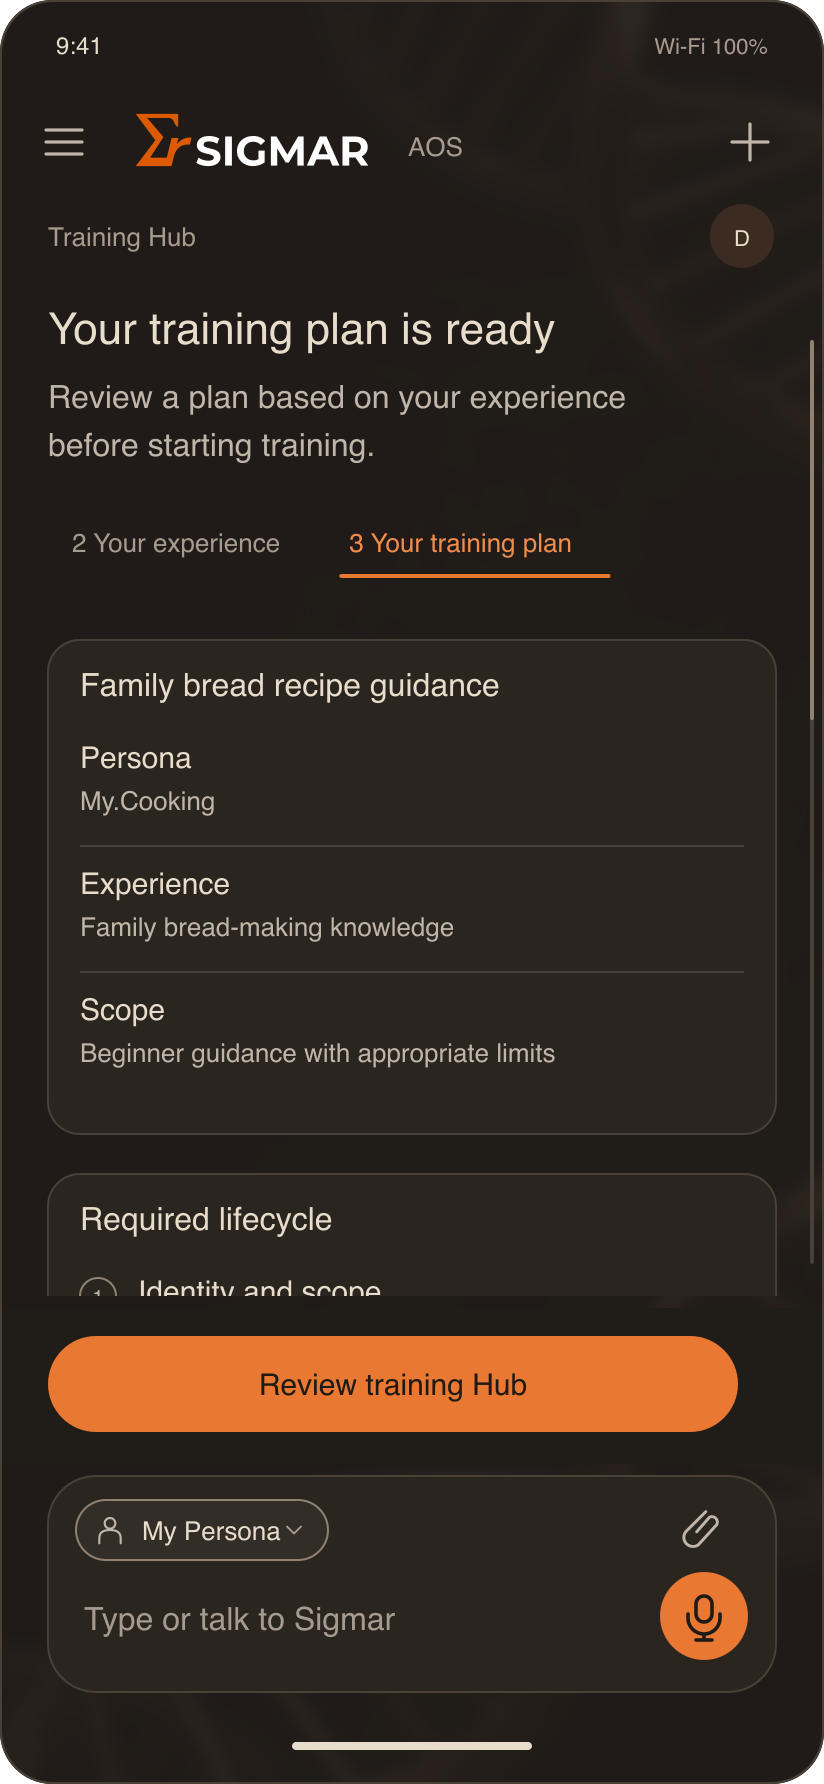 9:41
Wi-Fi 100%
Σr SIGMAR AOS
Training Hub
D
Your training plan is ready
Review a plan based on your experience
before starting training.
2 Your experience
3 Your training plan
Family bread recipe guidance
Persona
My.Cooking
Experience
Family bread-making knowledge
Scope
Beginner guidance with appropriate limits
Required lifecycle
1 Identity and scope
Review training Hub
My Persona
Type or talk to Sigmar